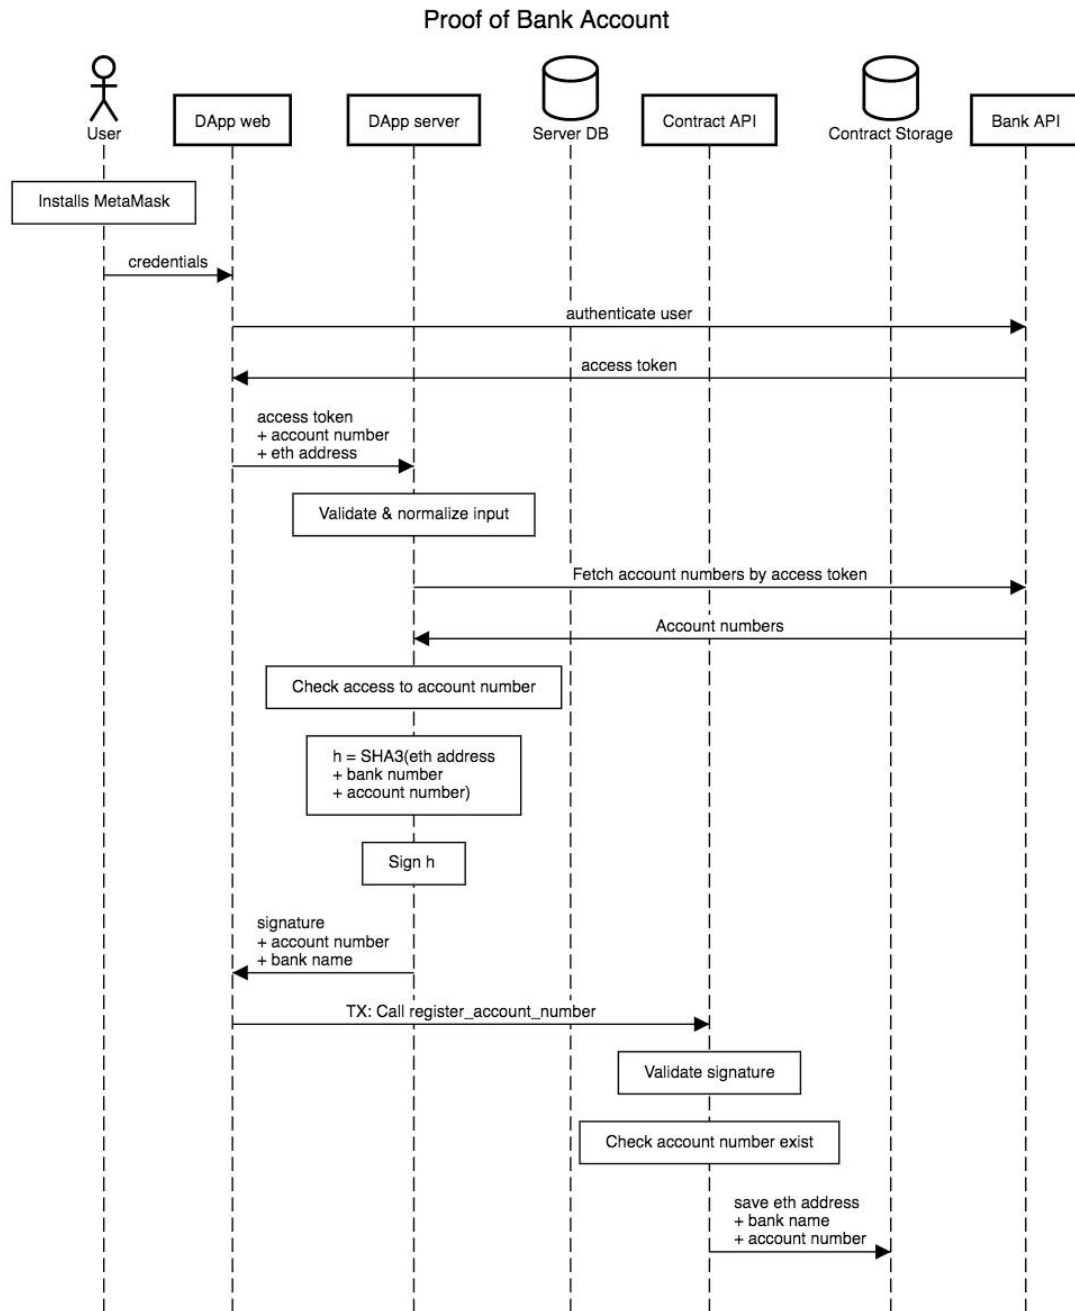 Proof of Bank Account
User
DApp web
DApp server
Server DB
Contract API
Contract Storage
Bank API
Installs MetaMask
credentials
authenticate user
access token
access token
+ account number
+ eth address
Validate & normalize input
Fetch account numbers by access token
Account numbers
Check access to account number
h = SHA3(eth address
+ bank number
+ account number)
Sign h
signature
+ account number
+ bank name
TX: Call register_account_number
Validate signature
Check account number exist
save eth address
+ bank name
+ account number